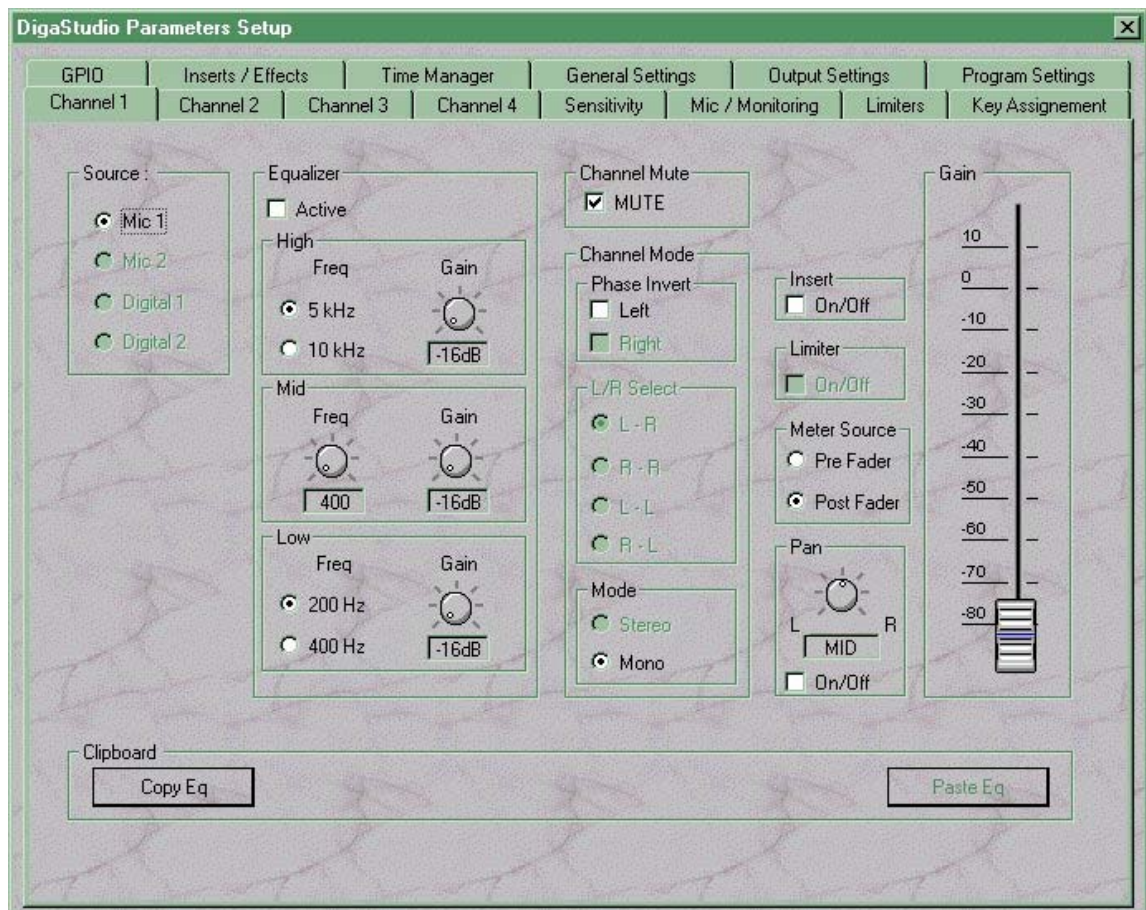 DigaStudio Parameters Setup
GPIO
Inserts / Effects
Time Manager
General Settings
Output Settings
Program Settings
Channel 1
Channel 2
Channel 3
Channel 4
Sensitivity
Mic / Monitoring
Limiters
Key Assignement
Source :
Mic 1
Mic 2
Digital 1
Digital 2
Equalizer
Active
High
Freq
Gain
5 kHz
10 kHz
-16dB
Mid
Freq
Gain
400
-16dB
Low
Freq
Gain
200 Hz
400 Hz
-16dB
Channel Mute
MUTE
Channel Mode
Phase Invert
Left
Right
L/R Select
L - R
R - R
L - L
R - L
Mode
Stereo
Mono
Insert
On/Off
Limiter
On/Off
Meter Source
Pre Fader
Post Fader
Pan
L
R
MID
On/Off
Gain
10
0
-10
-20
-30
-40
-50
-60
-70
-80
Clipboard
Copy Eq
Paste Eq